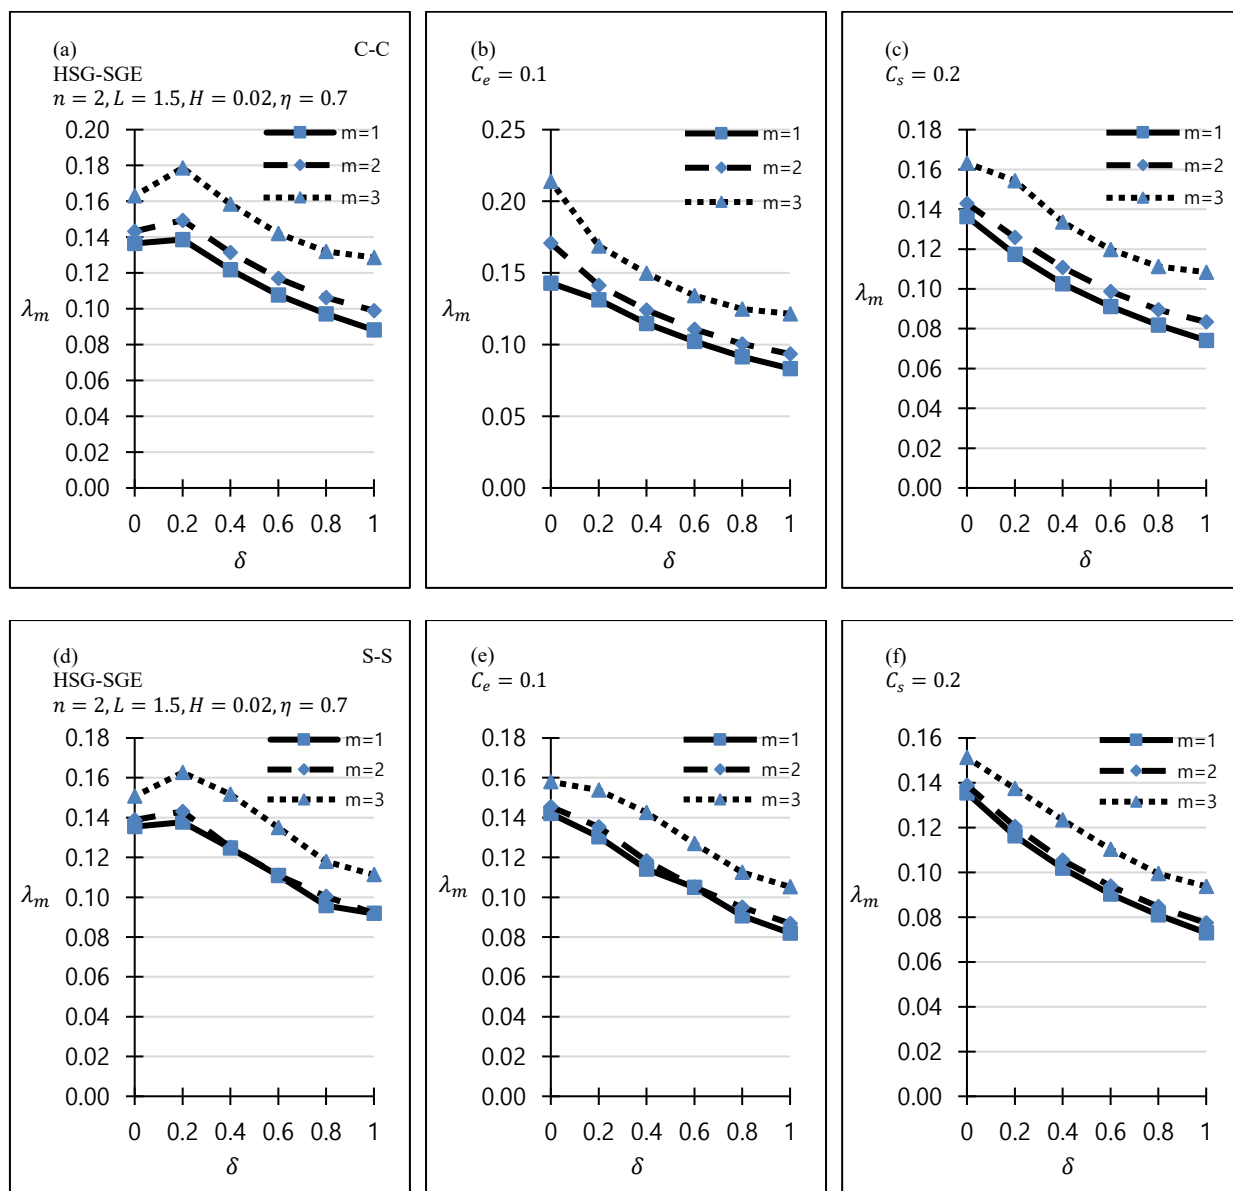 (a) C-C
HSG-SGE
n = 2, L = 1.5, H = 0.02, η = 0.7
0.20
0.18
0.16
0.14
0.12
0.10
0.08
0.06
0.04
0.02
0.00
λm
m=1
m=2
m=3
0 0.2 0.4 0.6 0.8 1
δ
(b)
Ce = 0.1
0.25
0.20
0.15
0.10
0.05
0.00
λm
m=1
m=2
m=3
0 0.2 0.4 0.6 0.8 1
δ
(c)
Cs = 0.2
0.18
0.16
0.14
0.12
0.10
0.08
0.06
0.04
0.02
0.00
λm
m=1
m=2
m=3
0 0.2 0.4 0.6 0.8 1
δ
(d) S-S
HSG-SGE
n = 2, L = 1.5, H = 0.02, η = 0.7
0.18
0.16
0.14
0.12
0.10
0.08
0.06
0.04
0.02
0.00
λm
m=1
m=2
m=3
0 0.2 0.4 0.6 0.8 1
δ
(e)
Ce = 0.1
0.18
0.16
0.14
0.12
0.10
0.08
0.06
0.04
0.02
0.00
λm
m=1
m=2
m=3
0 0.2 0.4 0.6 0.8 1
δ
(f)
Cs = 0.2
0.16
0.14
0.12
0.10
0.08
0.06
0.04
0.02
0.00
λm
m=1
m=2
m=3
0 0.2 0.4 0.6 0.8 1
δ